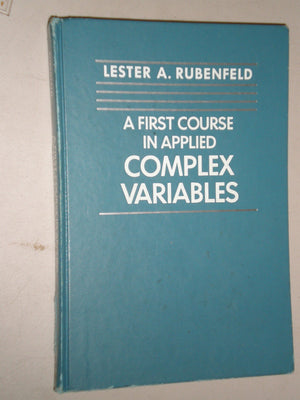 LESTER A. RUBENFELD
A FIRST COURSE
IN APPLIED
COMPLEX
VARIABLES